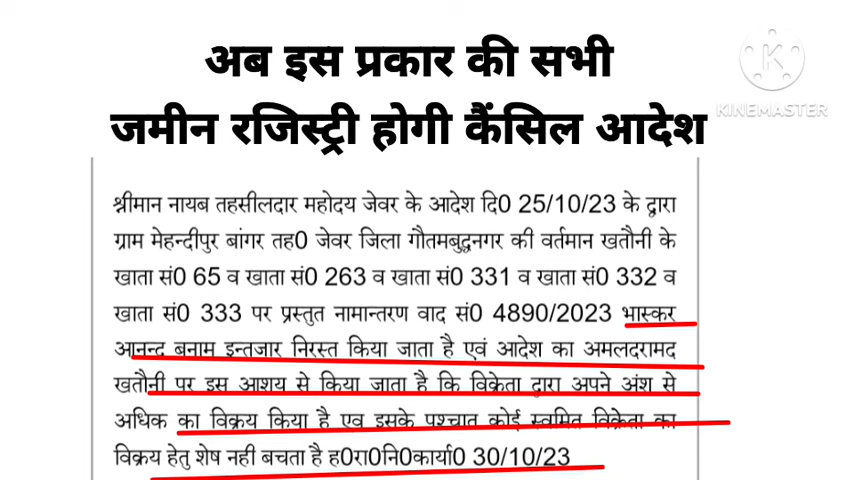 अब इस प्रकार की सभी
जमीन रजिस्ट्री होगी कैंसिल आदेश
KINEMASTER
श्रीमान नायब तहसीलदार महोदय जेवर के आदेश दि0 25/10/23 के द्वारा
ग्राम मेहन्दीपुर बांगर तह0 जेवर जिला गौतमबुद्धनगर की वर्तमान खतौनी के
खाता सं0 65 व खाता सं0 263 व खाता सं0 331 व खाता सं0 332 व
खाता सं0 333 पर प्रस्तुत नामान्तरण वाद सं0 4890/2023 भास्कर
आनन्द बनाम इन्तजार निरस्त किया जाता है एवं आदेश का अमलदरामद
खतौनी पर इस आशय से किया जाता है कि विक्रेता द्वारा अपने अंश से
अधिक का विक्रय किया है एव इसके पश्चात कोई स्वमित विक्रेता का
विक्रय हेतु शेष नही बचता है ह0रा0नि0कार्या0 30/10/23